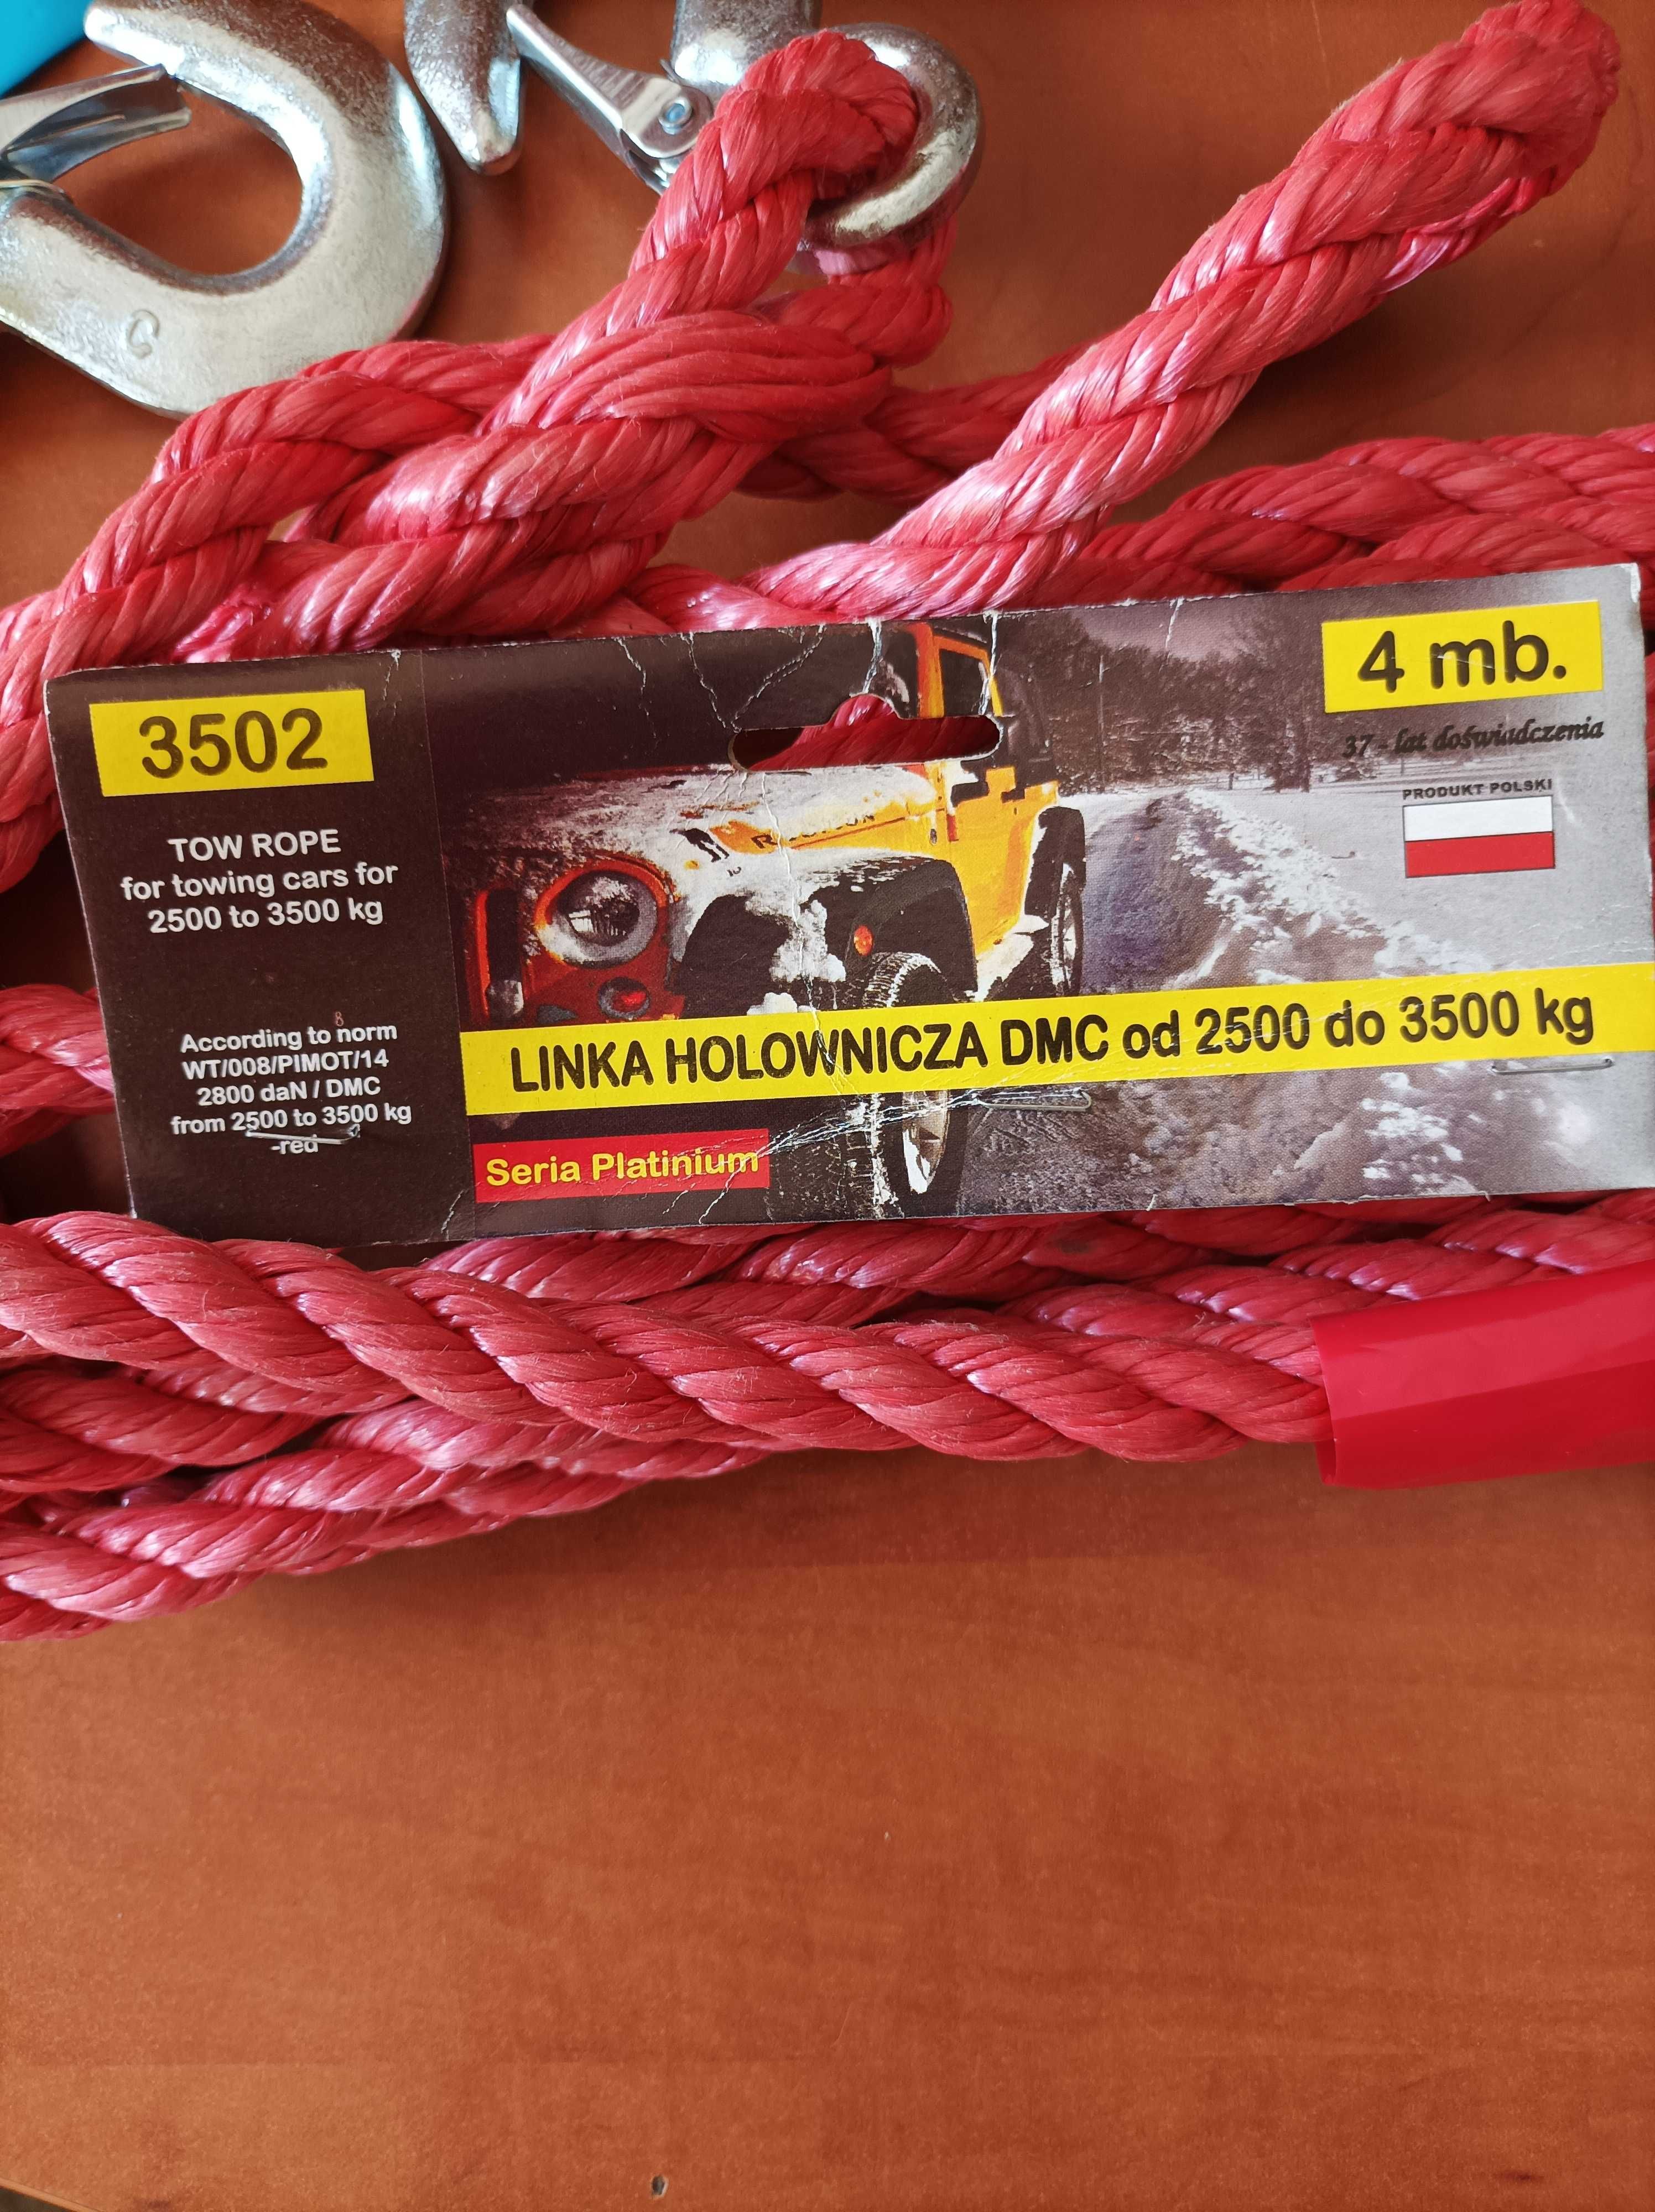 3502
TOW ROPE
for towing cars for
2500 to 3500 kg
According to norm
WT/008/PIMOT/14
2800 daN / DMC
from 2500 to 3500 kg
-red
8
4 mb.
37 - lat doświadczenia
PRODUKT POLSKI
RUBICON
LINKA HOLOWNICZA DMC od 2500 do 3500 kg
Seria Platinium
G